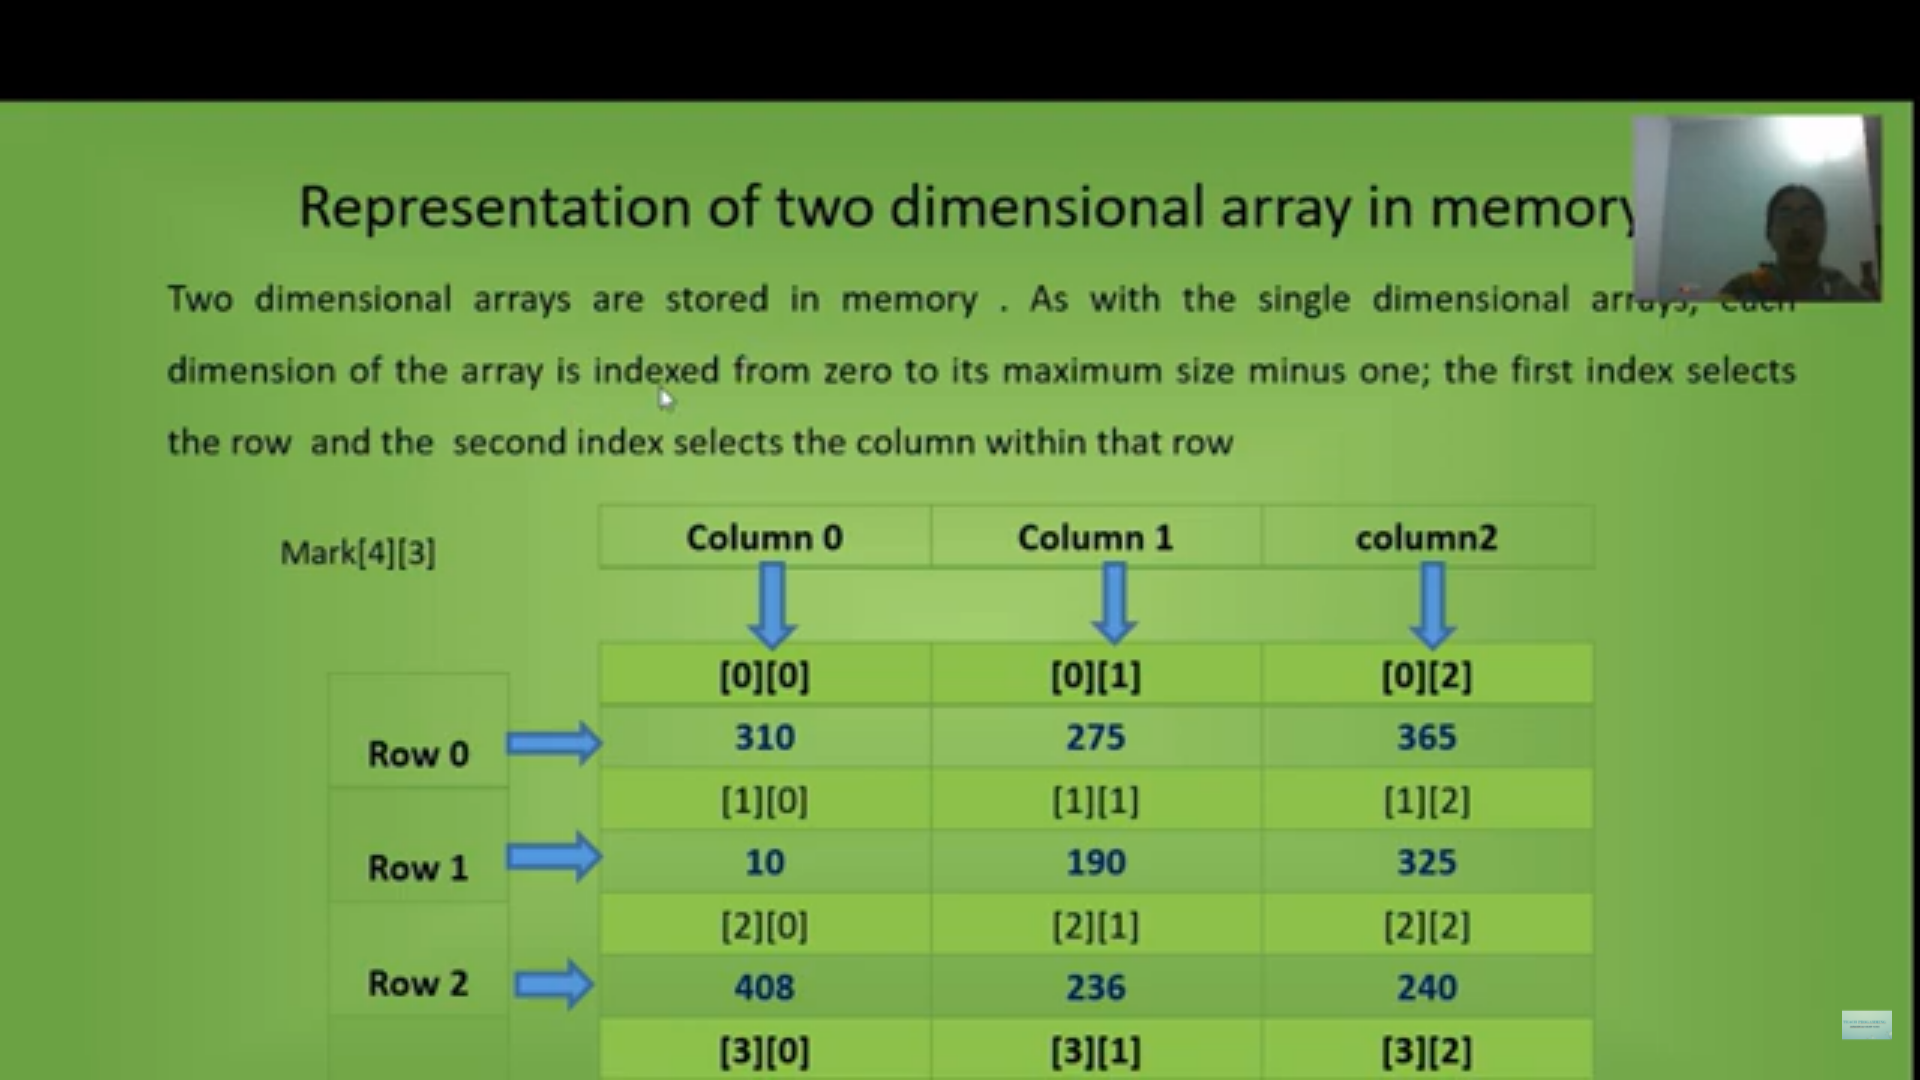 Representation of two dimensional array in memory
Two dimensional arrays are stored in memory . As with the single dimensional arrays, each
dimension of the array is indexed from zero to its maximum size minus one; the first index selects
the row and the second index selects the column within that row
Mark[4][3]
Column 0 Column 1 column2
[0][0] [0][1] [0][2]
Row 0 310 275 365
[1][0] [1][1] [1][2]
Row 1 10 190 325
[2][0] [2][1] [2][2]
Row 2 408 236 240
[3][0] [3][1] [3][2]